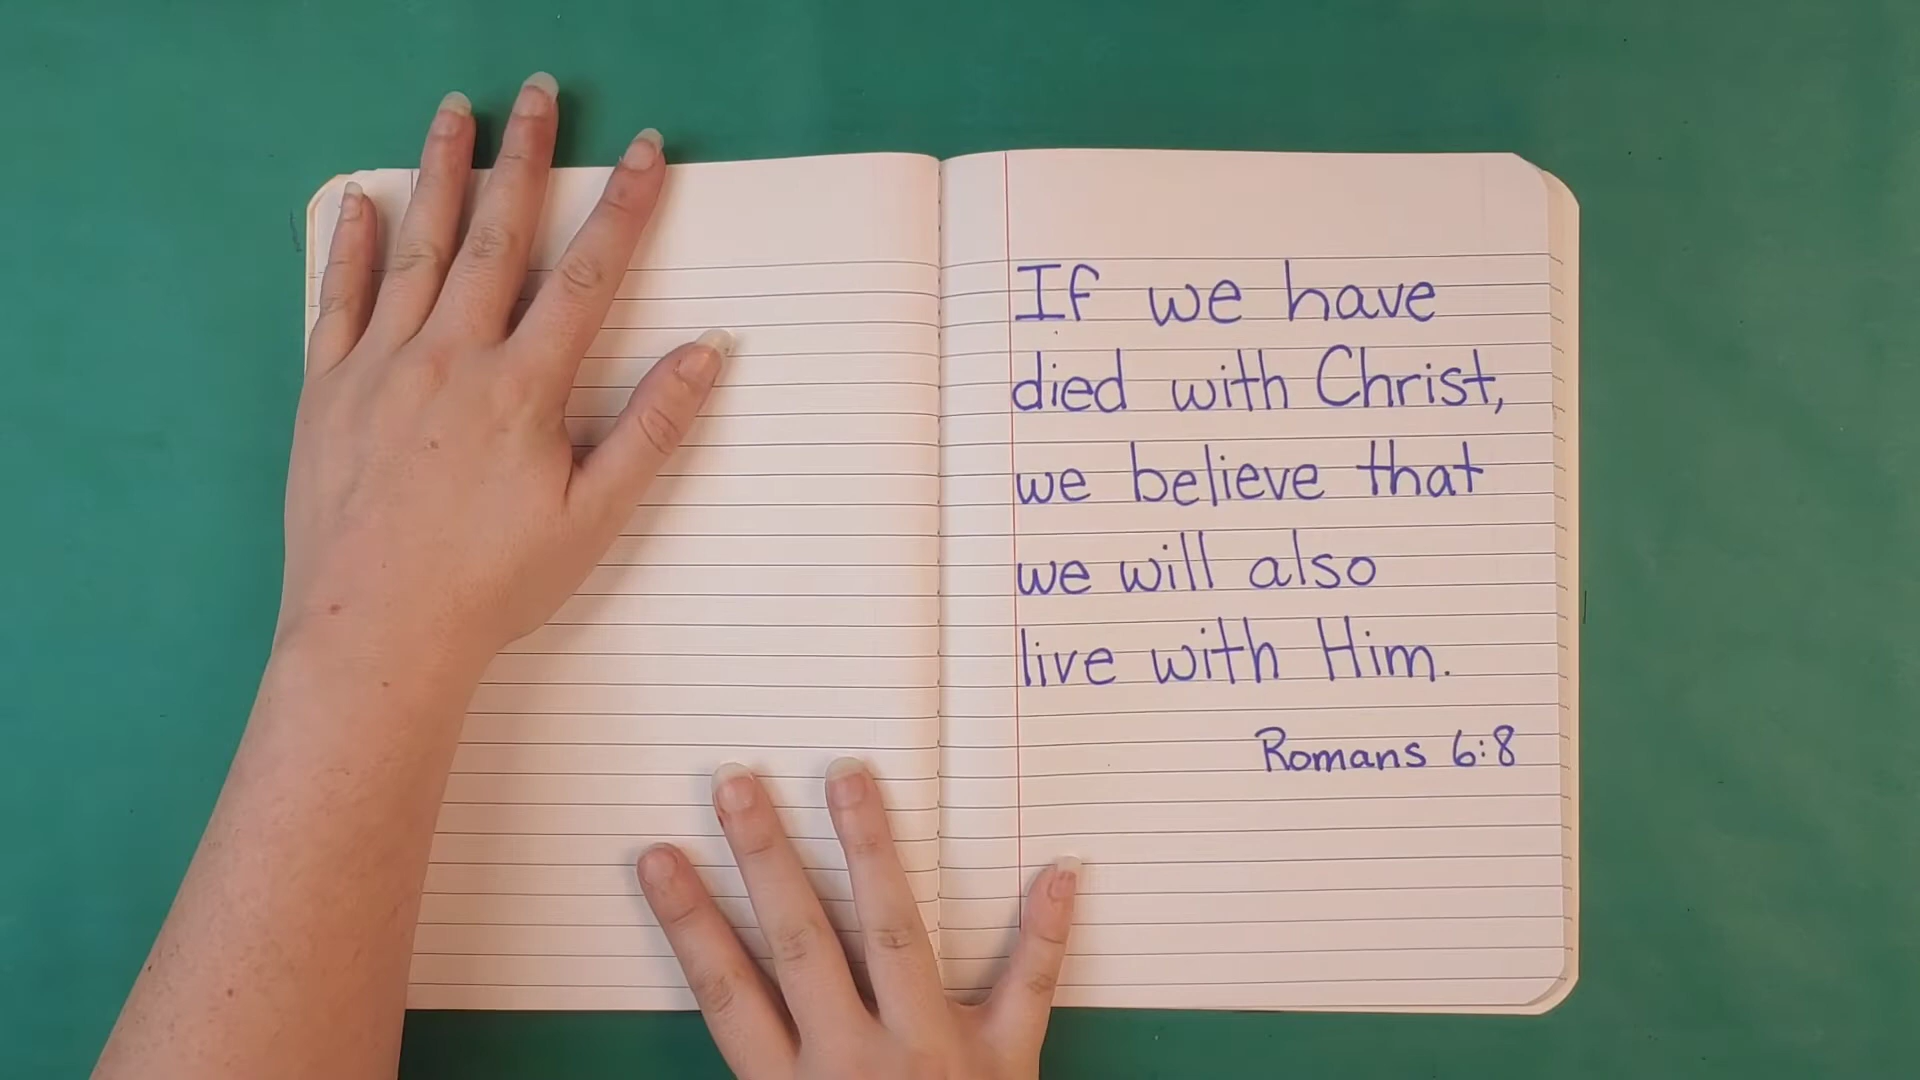 If we have
died with Christ,
we believe that
we will also
live with Him.
Romans 6:8